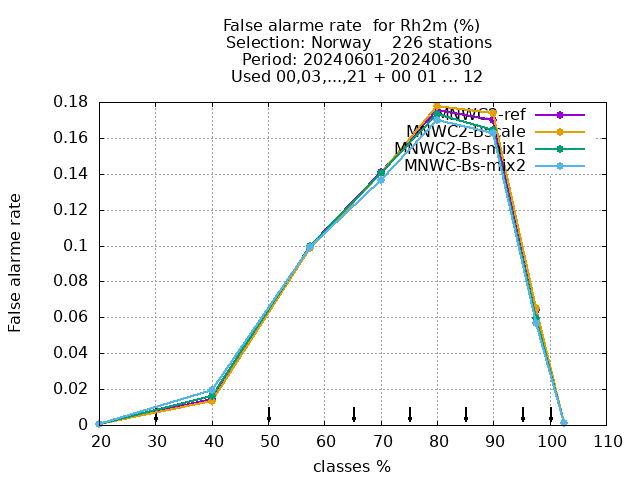 False alarme rate  for Rh2m (%)
Selection: Norway    226 stations
Period: 20240601-20240630
Used 00,03,...,21 + 00 01 ... 12
False alarme rate
0.18
0.16
0.14
0.12
0.1
0.08
0.06
0.04
0.02
0
20 30 40 50 60 70 80 90 100 110
classes %
MNWC-Bs-mix2
MNWC2-Bs-mix1